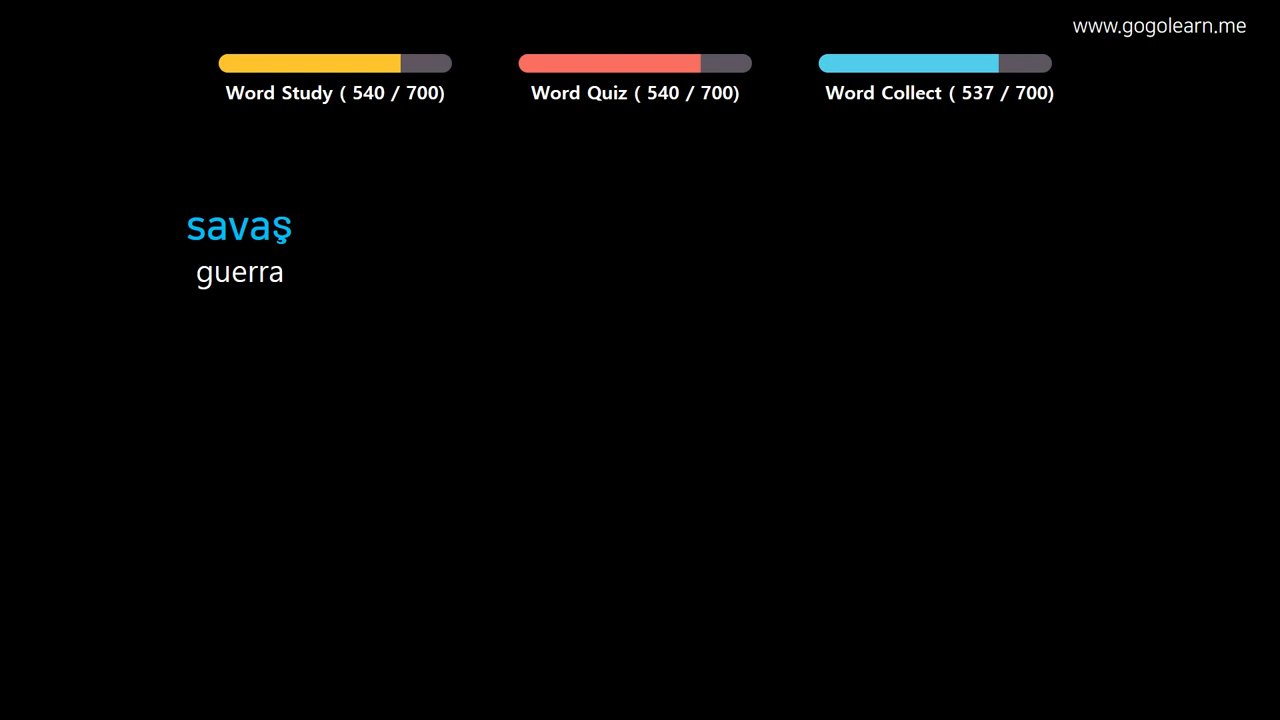 www.gogolearn.me
Word Study ( 540 / 700)
Word Quiz ( 540 / 700)
Word Collect ( 537 / 700)
savaş
guerra